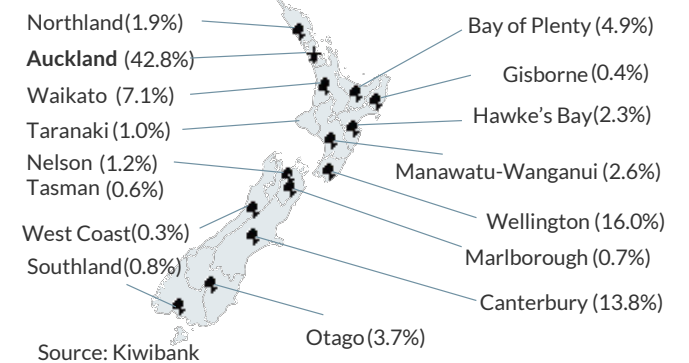 Northland(1.9%)
Auckland (42.8%)
Waikato (7.1%)
Taranaki(1.0%)
Nelson (1.2%)
Tasman (0.6%)
West Coast(0.3%)
Southland(0.8%)
Source: Kiwibank
Bay of Plenty (4.9%)
Gisborne(0.4%)
Hawke’s Bay(2.3%)
Manawatu-Wanganui (2.6%)
Wellington (16.0%)
Marlborough (0.7%)
Canterbury (13.8%)
Otago(3.7%)